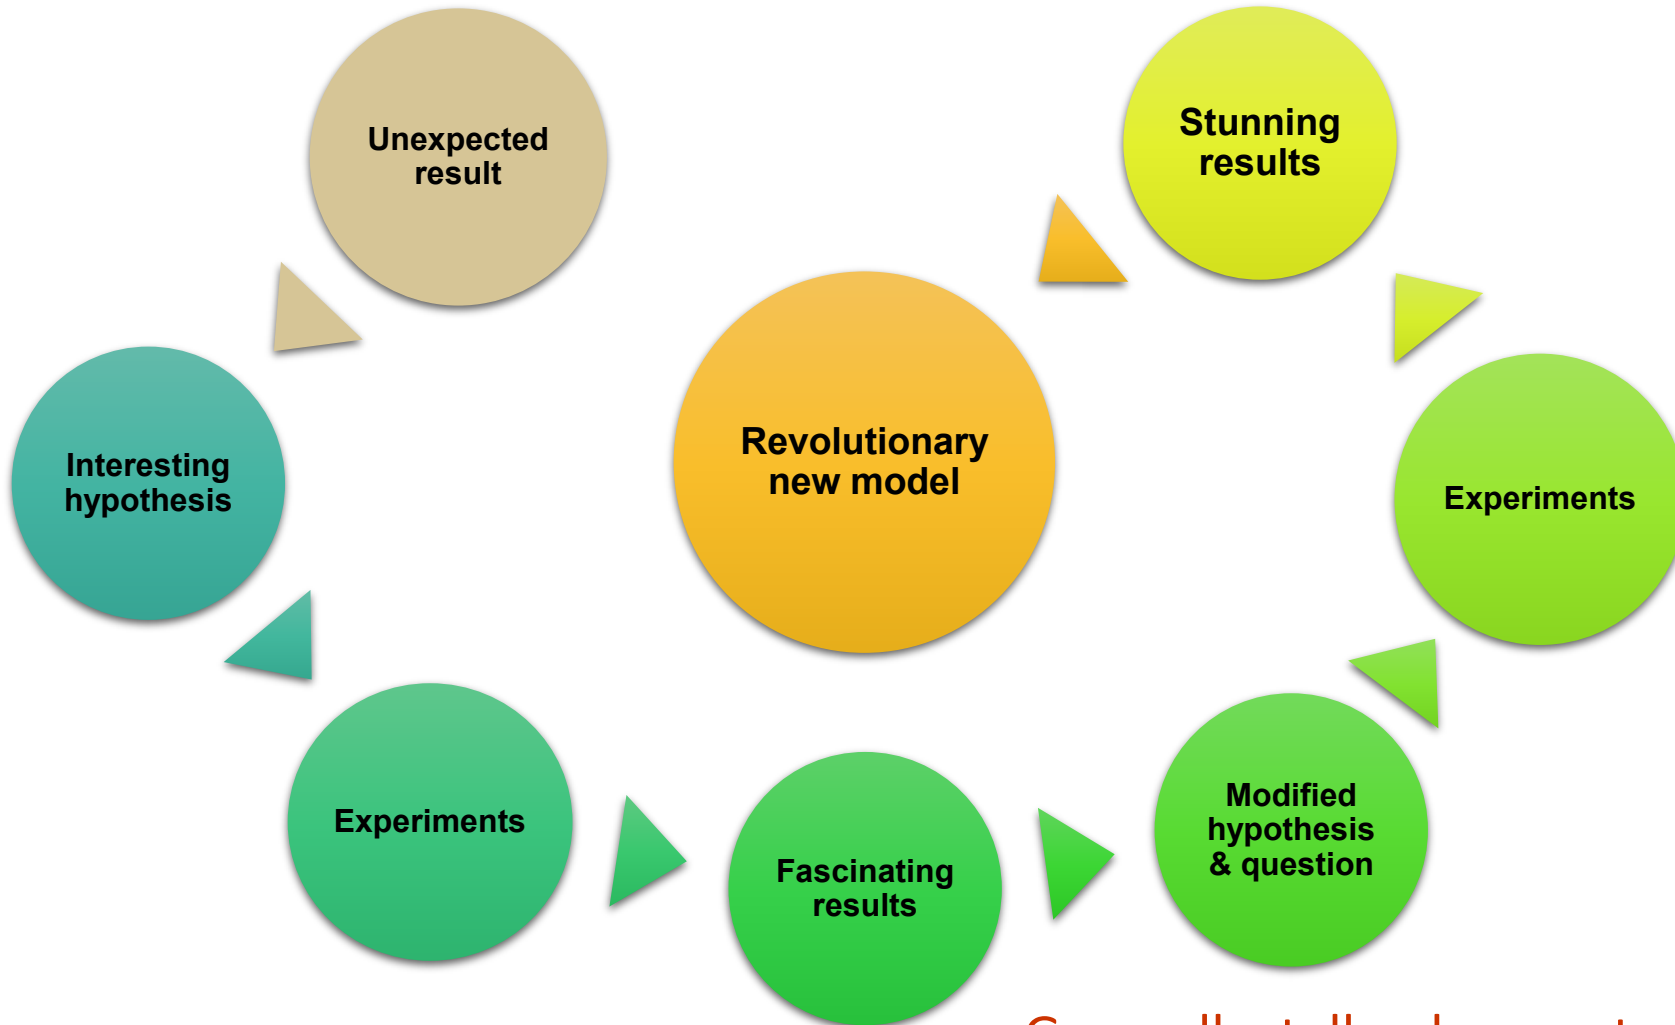 Unexpected
result
Interesting
hypothesis
Experiments
Fascinating
results
Modified
hypothesis
& question
Experiments
Stunning
results
Revolutionary
new model